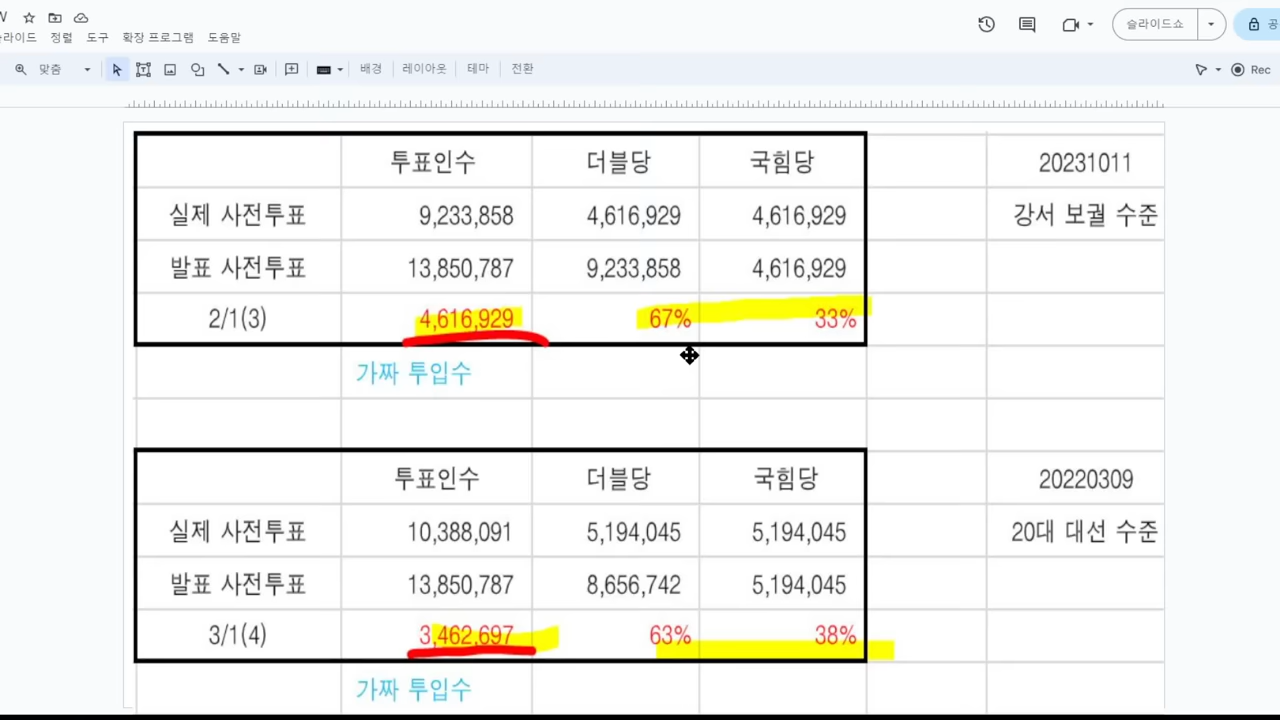 라이드 정렬 도구 확장 프로그램 도움말
슬라이드쇼
맞춤 배경 레이아웃 테마 전환 Rec
투표인수 더블당 국힘당 20231011
실제 사전투표 9,233,858 4,616,929 4,616,929 강서 보궐 수준
발표 사전투표 13,850,787 9,233,858 4,616,929
2/1(3) 4,616,929 67% 33%
가짜 투입수
투표인수 더블당 국힘당 20220309
실제 사전투표 10,388,091 5,194,045 5,194,045 20대 대선 수준
발표 사전투표 13,850,787 8,656,742 5,194,045
3/1(4) 3,462,697 63% 38%
가짜 투입수